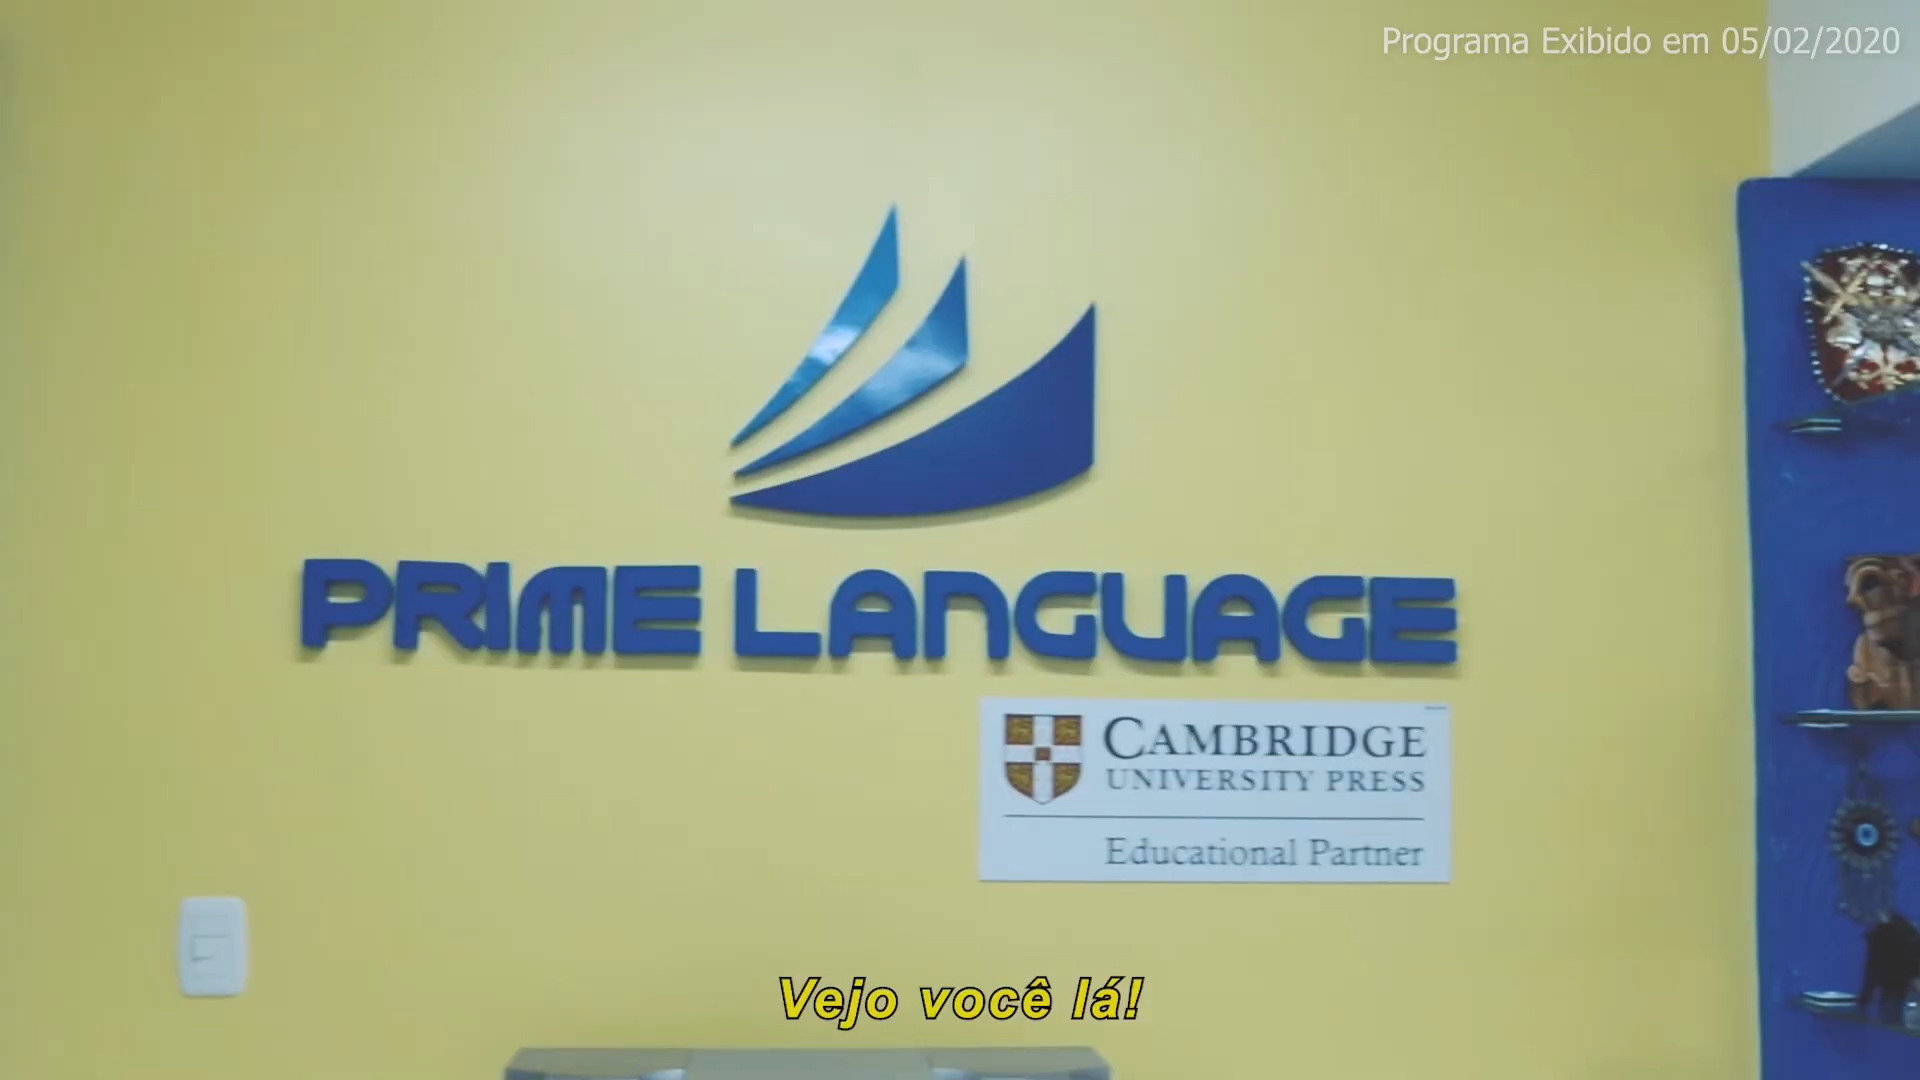 Programa Exibido em 05/02/2020
PRIME LANGUAGE
CAMBRIDGE
UNIVERSITY PRESS
Educational Partner
Vejo você lá!